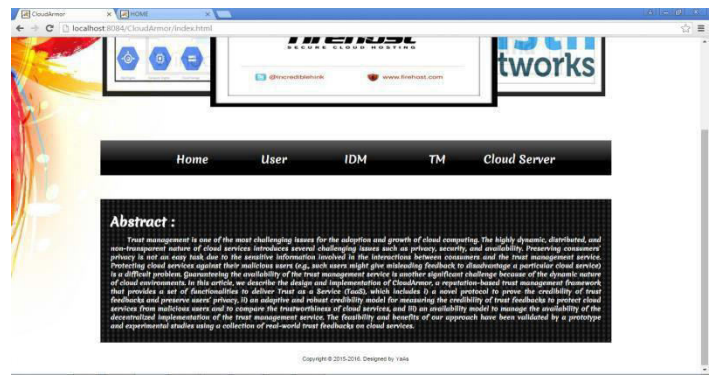 CloudArmor
HOME
localhost:8084/CloudArmor/index.html
FIREHOST
SECURE CLOUD HOSTING
@incrediblehnk
www.firehost.com
tworks
Home User IDM TM Cloud Server
Abstract :
Trust management is one of the most challenging issues for the adoption and growth of cloud computing. The highly dynamic, distributed, and
non-transparent nature of cloud services introduces several challenging issues such as privacy, security, and availability. Preserving consumers'
privacy is not an easy task due to the sensitive information involved in the interactions between consumers and the trust management service.
Protecting cloud services against their malicious users (e.g., such users might give misleading feedback to disadvantage a particular cloud service)
is a difficult problem. Guaranteeing the availability of the trust management service is another significant challenge because of the dynamic nature
of cloud environments. In this article, we describe the design and implementation of CloudArmor, a reputation-based trust management framework
that provides a set of functionalities to deliver Trust as a Service (TaaS), which includes i) a novel protocol to prove the credibility of trust
feedbacks and preserve users' privacy, ii) an adaptive and robust credibility model for measuring the credibility of trust feedbacks to protect cloud
services from malicious users and to compare the trustworthiness of cloud services, and iii) an availability model to manage the availability of the
decentralized implementation of the trust management service. The feasibility and benefits of our approach have been validated by a prototype
and experimental studies using a collection of real-world trust feedbacks on cloud services.
Copyright © 2015-2016. Designed by YaAs